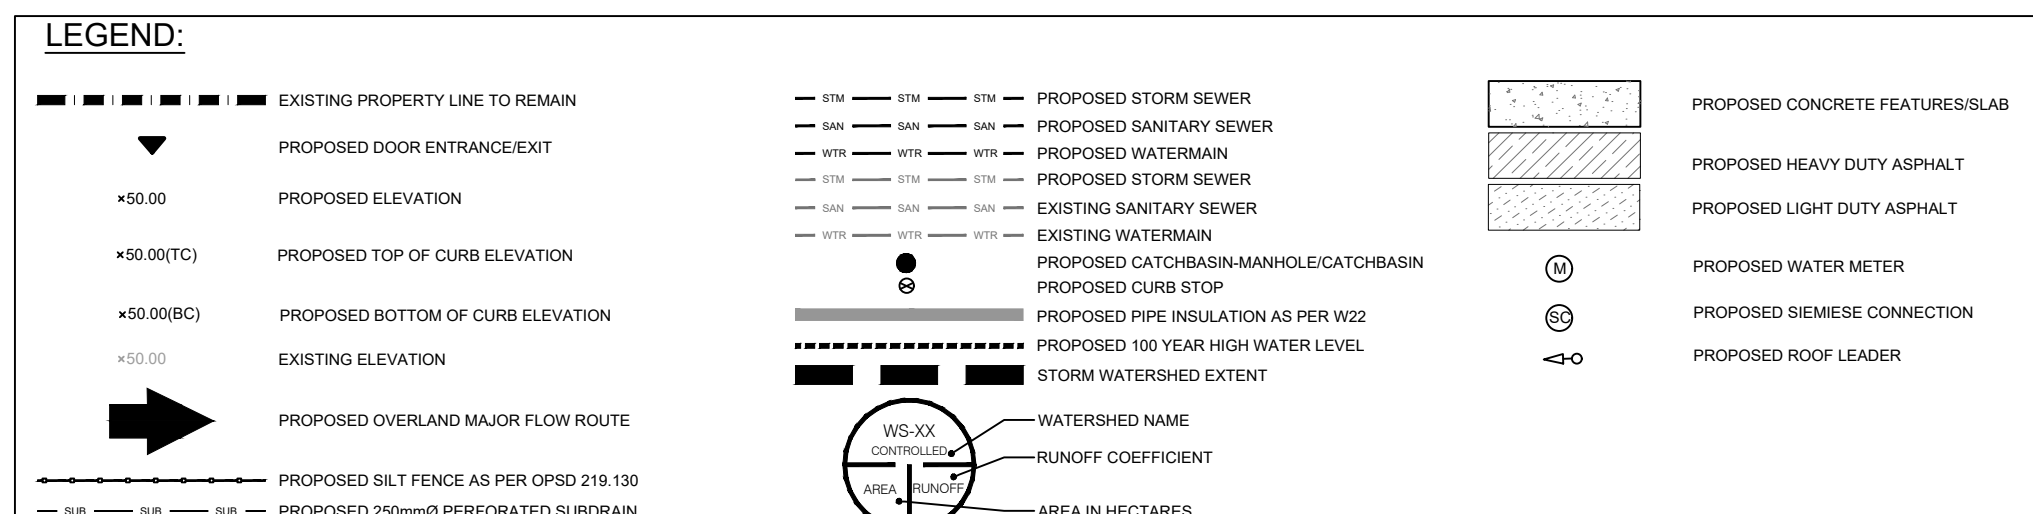 LEGEND:
EXISTING PROPERTY LINE TO REMAIN
PROPOSED DOOR ENTRANCE/EXIT
×50.00 PROPOSED ELEVATION
×50.00(TC) PROPOSED TOP OF CURB ELEVATION
×50.00(BC) PROPOSED BOTTOM OF CURB ELEVATION
×50.00 EXISTING ELEVATION
PROPOSED OVERLAND MAJOR FLOW ROUTE
PROPOSED SILT FENCE AS PER OPSD 219.130
SUB SUB SUB PROPOSED 250mmØ PERFORATED SUBDRAIN
STM STM STM PROPOSED STORM SEWER
SAN SAN SAN PROPOSED SANITARY SEWER
WTR WTR WTR PROPOSED WATERMAIN
STM STM STM PROPOSED STORM SEWER
SAN SAN SAN EXISTING SANITARY SEWER
WTR WTR WTR EXISTING WATERMAIN
PROPOSED CATCHBASIN-MANHOLE/CATCHBASIN
PROPOSED CURB STOP
PROPOSED PIPE INSULATION AS PER W22
PROPOSED 100 YEAR HIGH WATER LEVEL
STORM WATERSHED EXTENT
WS-XX WATERSHED NAME
CONTROLLED
RUNOFF COEFFICIENT
AREA RUNOFF
AREA IN HECTARES
PROPOSED CONCRETE FEATURES/SLAB
PROPOSED HEAVY DUTY ASPHALT
PROPOSED LIGHT DUTY ASPHALT
M PROPOSED WATER METER
SC PROPOSED SIEMIESE CONNECTION
PROPOSED ROOF LEADER